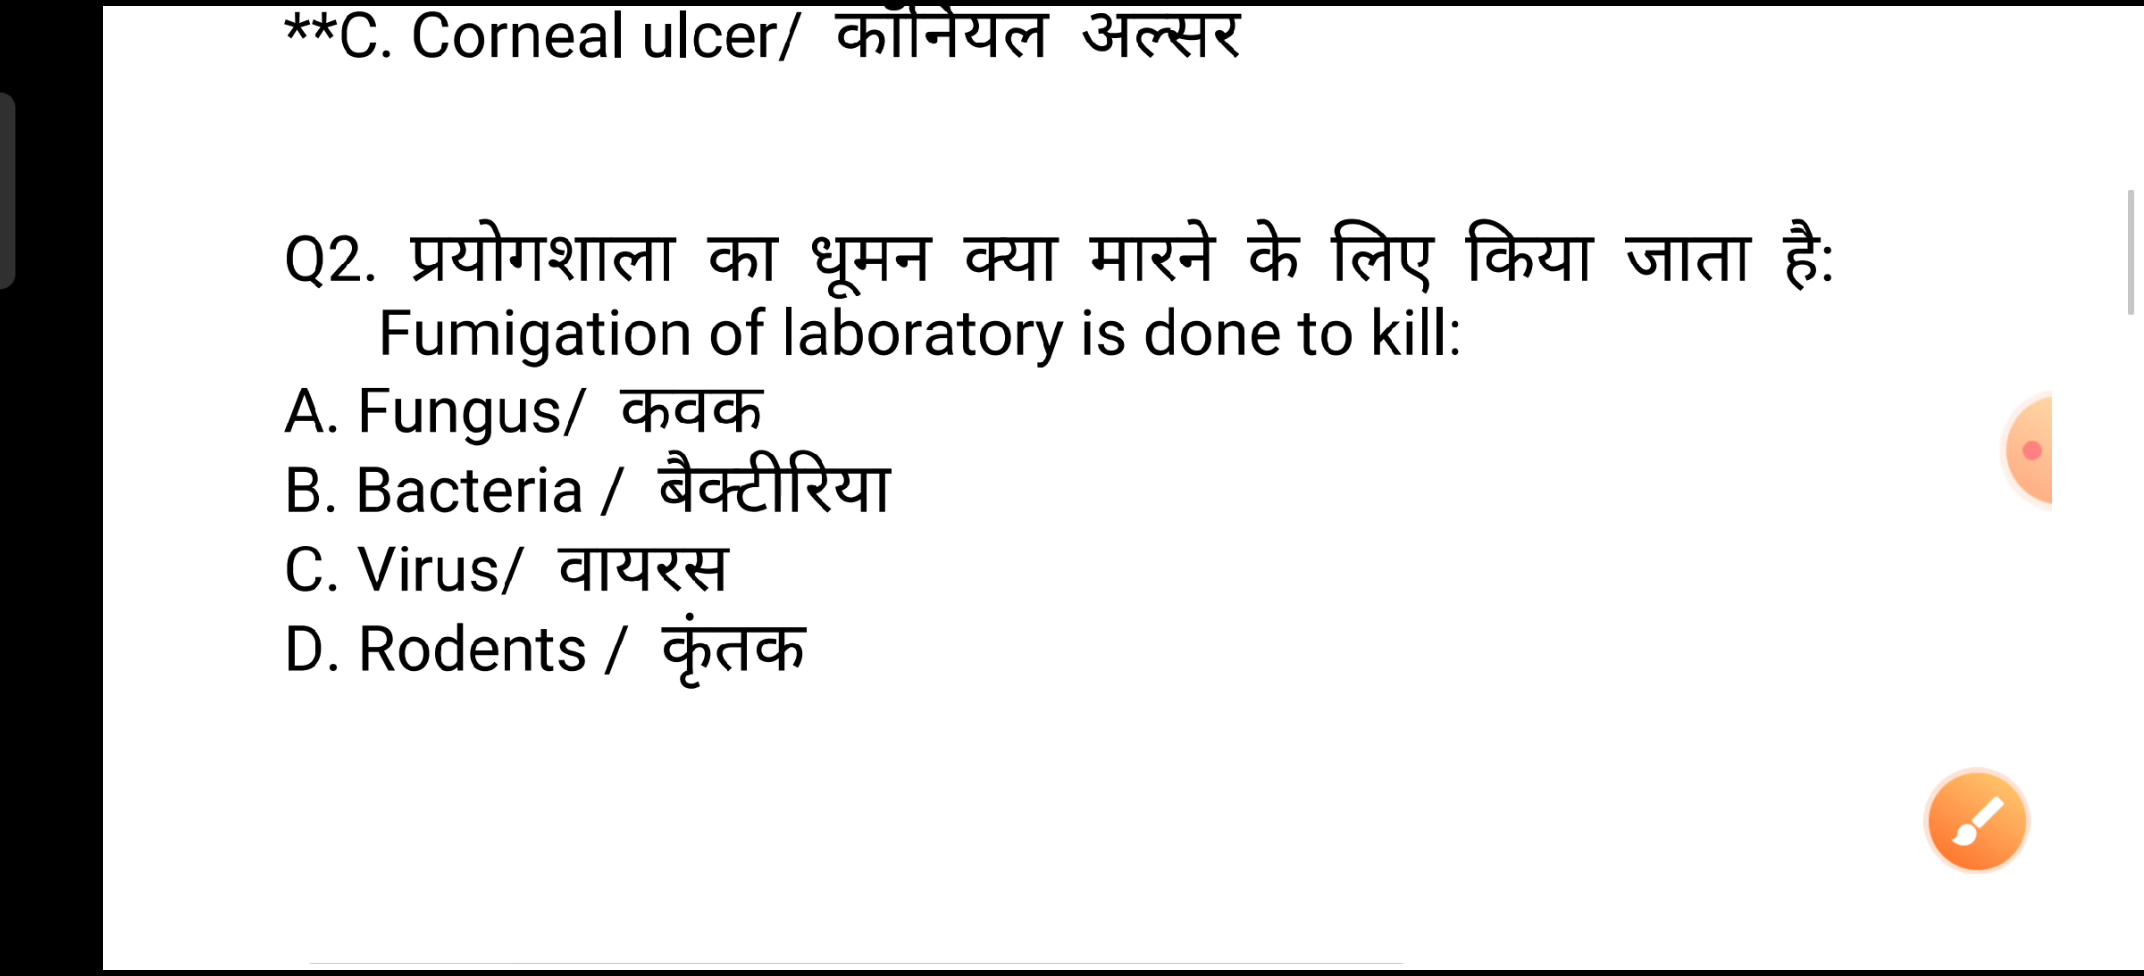 **C. Corneal ulcer/ कॉर्नियल अल्सर
Q2. प्रयोगशाला का धूमन क्या मारने के लिए किया जाता है:
Fumigation of laboratory is done to kill:
A. Fungus/ कवक
B. Bacteria / बैक्टीरिया
C. Virus/ वायरस
D. Rodents / कृंतक